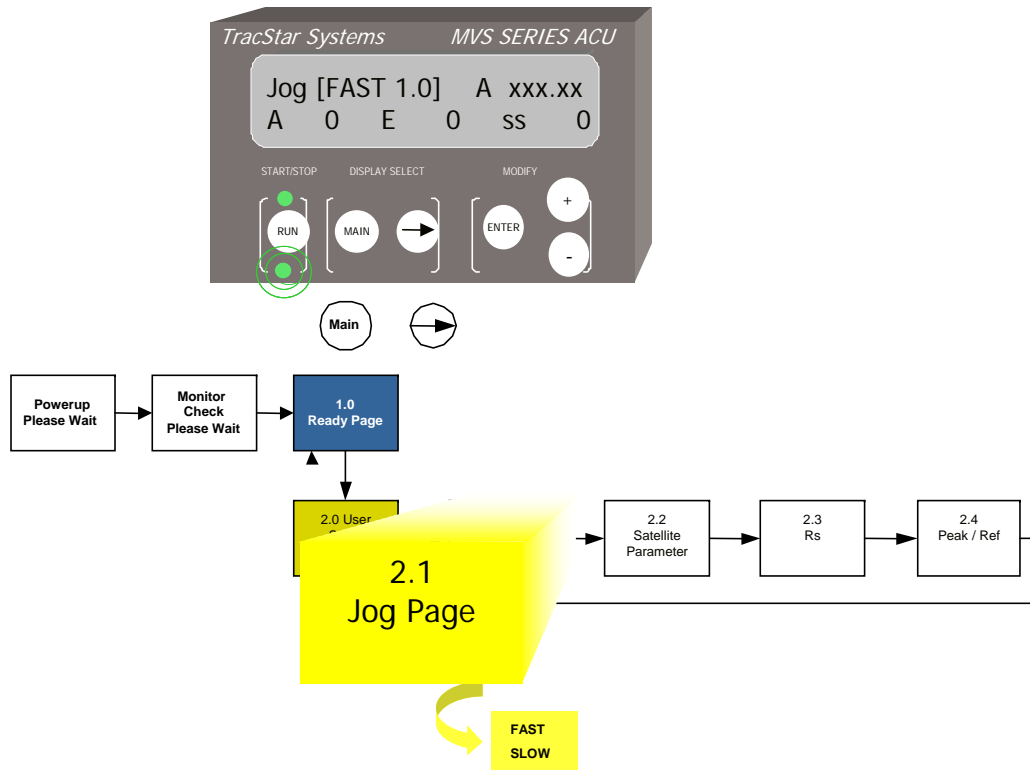 TracStar Systems MVS SERIES ACU
Jog [FAST 1.0] A xxx.xx
A 0 E 0 ss 0
START/STOP DISPLAY SELECT MODIFY
RUN MAIN ENTER + -
Main
Powerup
Please Wait
Monitor
Check
Please Wait
1.0
Ready Page
2.0 User
2.1
Jog Page
2.2
Satellite
Parameter
2.3
Rs
2.4
Peak / Ref
FAST
SLOW